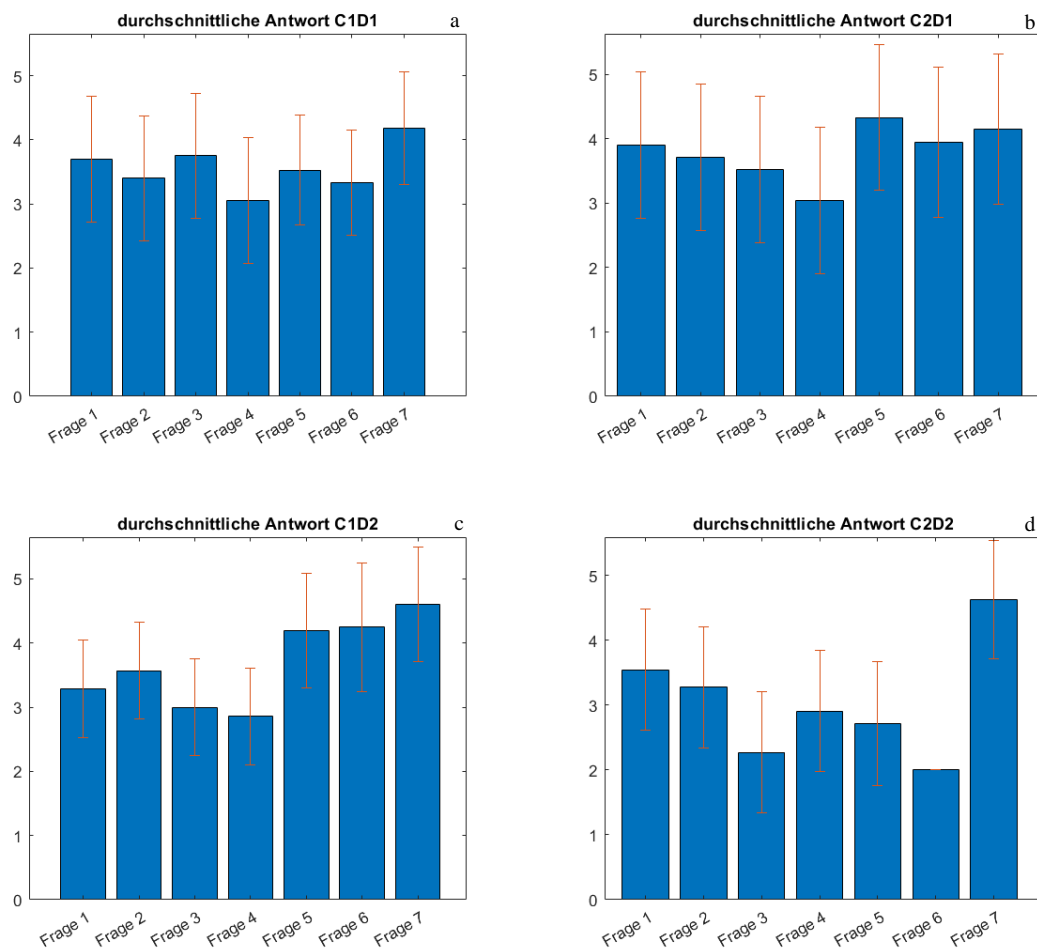 durchschnittliche Antwort C1D1
a
5
4
3
2
1
0
Frage 1
Frage 2
Frage 3
Frage 4
Frage 5
Frage 6
Frage 7
durchschnittliche Antwort C2D1
b
5
4
3
2
1
0
Frage 1
Frage 2
Frage 3
Frage 4
Frage 5
Frage 6
Frage 7
durchschnittliche Antwort C1D2
c
5
4
3
2
1
0
Frage 1
Frage 2
Frage 3
Frage 4
Frage 5
Frage 6
Frage 7
durchschnittliche Antwort C2D2
d
5
4
3
2
1
0
Frage 1
Frage 2
Frage 3
Frage 4
Frage 5
Frage 6
Frage 7